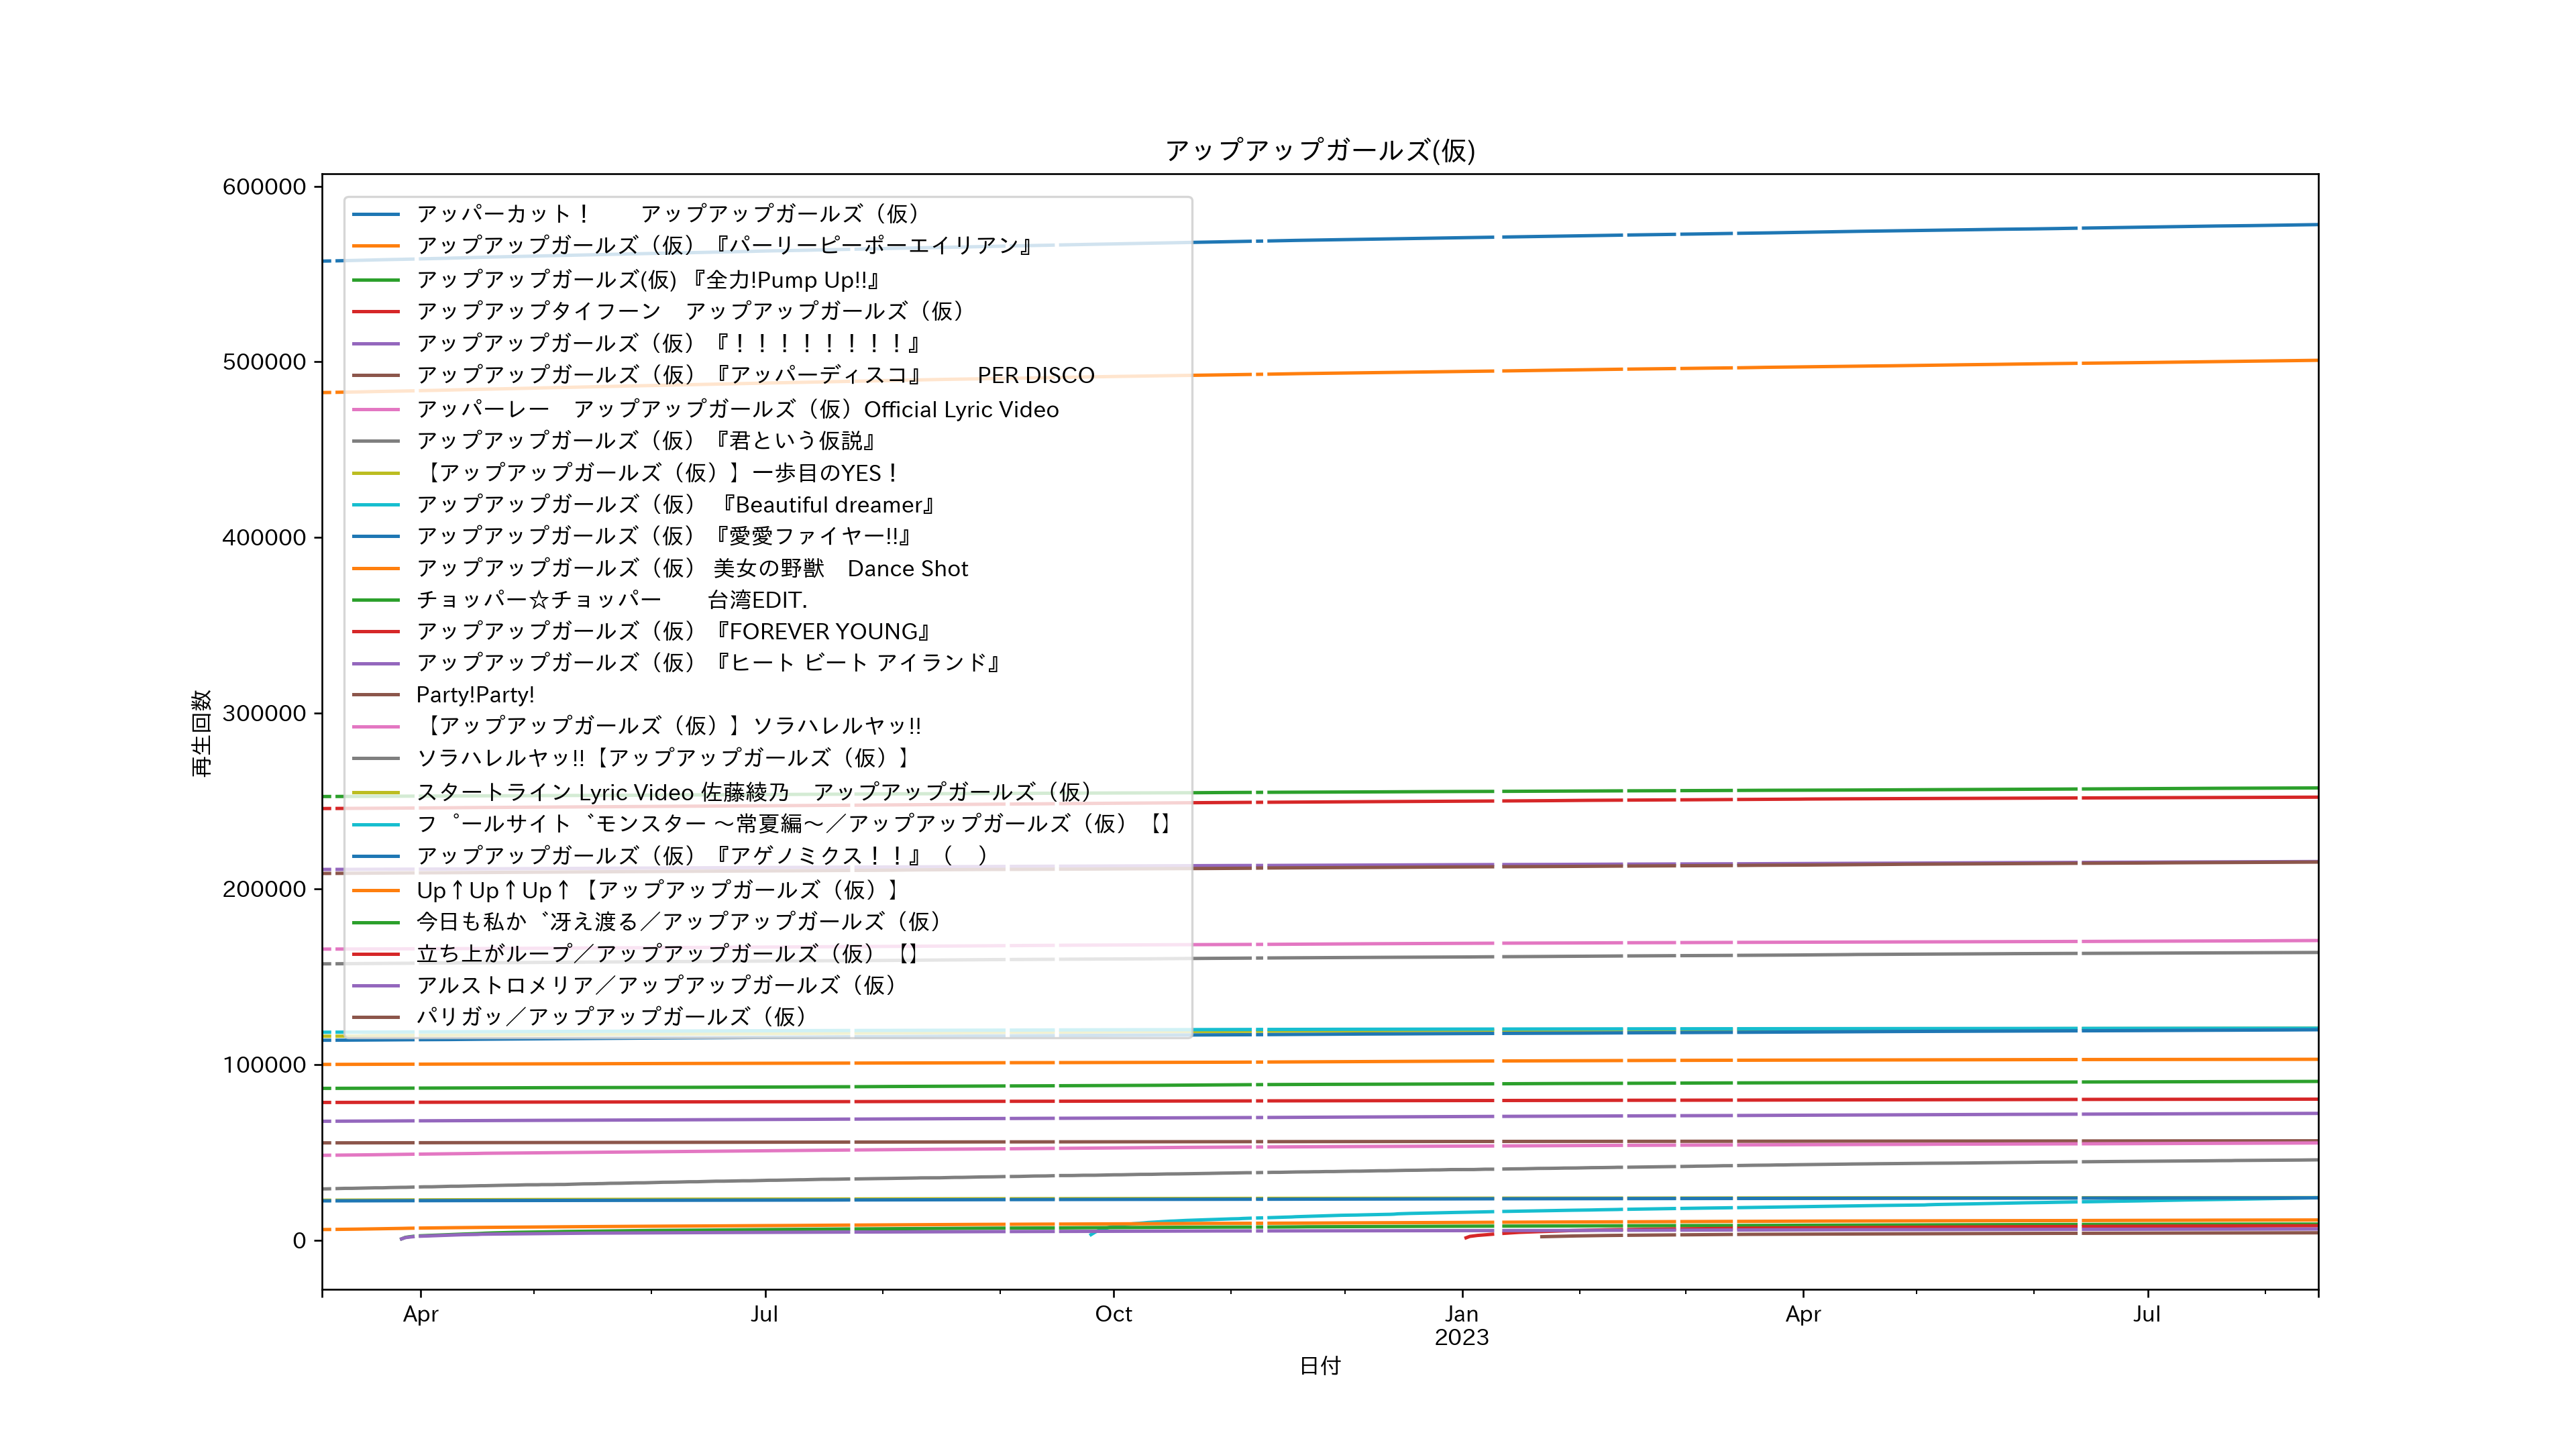 アップアップガールズ(仮)
600000
500000
400000
300000
200000
100000
0
再生回数
アッパーカット！　　アップアップガールズ（仮）
アップアップガールズ（仮）『パーリーピーポーエイリアン』
アップアップガールズ(仮) 『全力!Pump Up!!』
アップアップタイフーン　アップアップガールズ（仮）
アップアップガールズ（仮）『！！！！！！！！』
アップアップガールズ（仮）『アッパーディスコ』　　PER DISCO
アッパーレー　アップアップガールズ（仮）Official Lyric Video
アップアップガールズ（仮）『君という仮説』
【アップアップガールズ（仮）】一歩目のYES！
アップアップガールズ（仮） 『Beautiful dreamer』
アップアップガールズ（仮）『愛愛ファイヤー!!』
アップアップガールズ（仮） 美女の野獣　Dance Shot
チョッパー☆チョッパー　　台湾EDIT.
アップアップガールズ（仮）『FOREVER YOUNG』
アップアップガールズ（仮）『ヒート ビート アイランド』
Party!Party!
【アップアップガールズ（仮）】ソラハレルヤッ!!
ソラハレルヤッ!!【アップアップガールズ（仮）】
スタートライン Lyric Video 佐藤綾乃　アップアップガールズ（仮）
フ゜ールサイト゛モンスター ～常夏編～／アップアップガールズ（仮）【】
アップアップガールズ（仮）『アゲノミクス！！』（　）
Up↑Up↑Up↑【アップアップガールズ（仮）】
今日も私か゛冴え渡る／アップアップガールズ（仮）
立ち上がループ／アップアップガールズ（仮）【】
アルストロメリア／アップアップガールズ（仮）
パリガッ／アップアップガールズ（仮）
Apr Jul Oct Jan Apr Jul
2023
日付